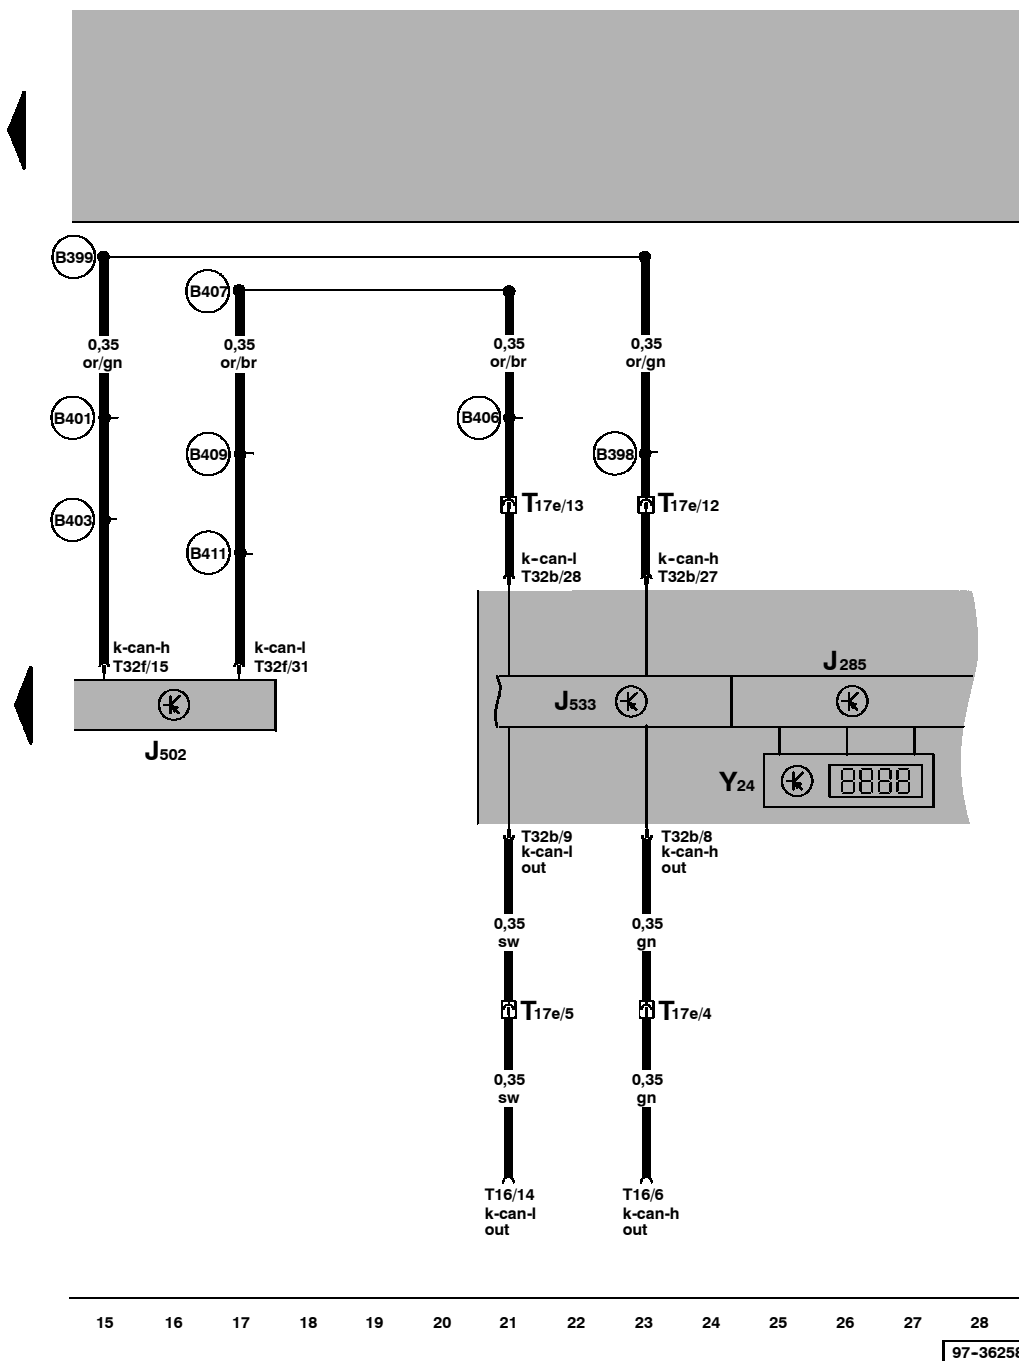 B399
B407
0,35
or/gn
0,35
or/br
0,35
or/br
0,35
or/gn
B401
B406
B409
B398
T17e/13
T17e/12
B403
B411
k-can-l
T32b/28
k-can-h
T32b/27
k-can-h
T32f/15
k-can-l
T32f/31
J285
J533
J502
Y24
8888
T32b/9
k-can-l
out
T32b/8
k-can-h
out
0,35
sw
0,35
gn
T17e/5
T17e/4
0,35
sw
0,35
gn
T16/14
k-can-l
out
T16/6
k-can-h
out
15 16 17 18 19 20 21 22 23 24 25 26 27 28
97-36258